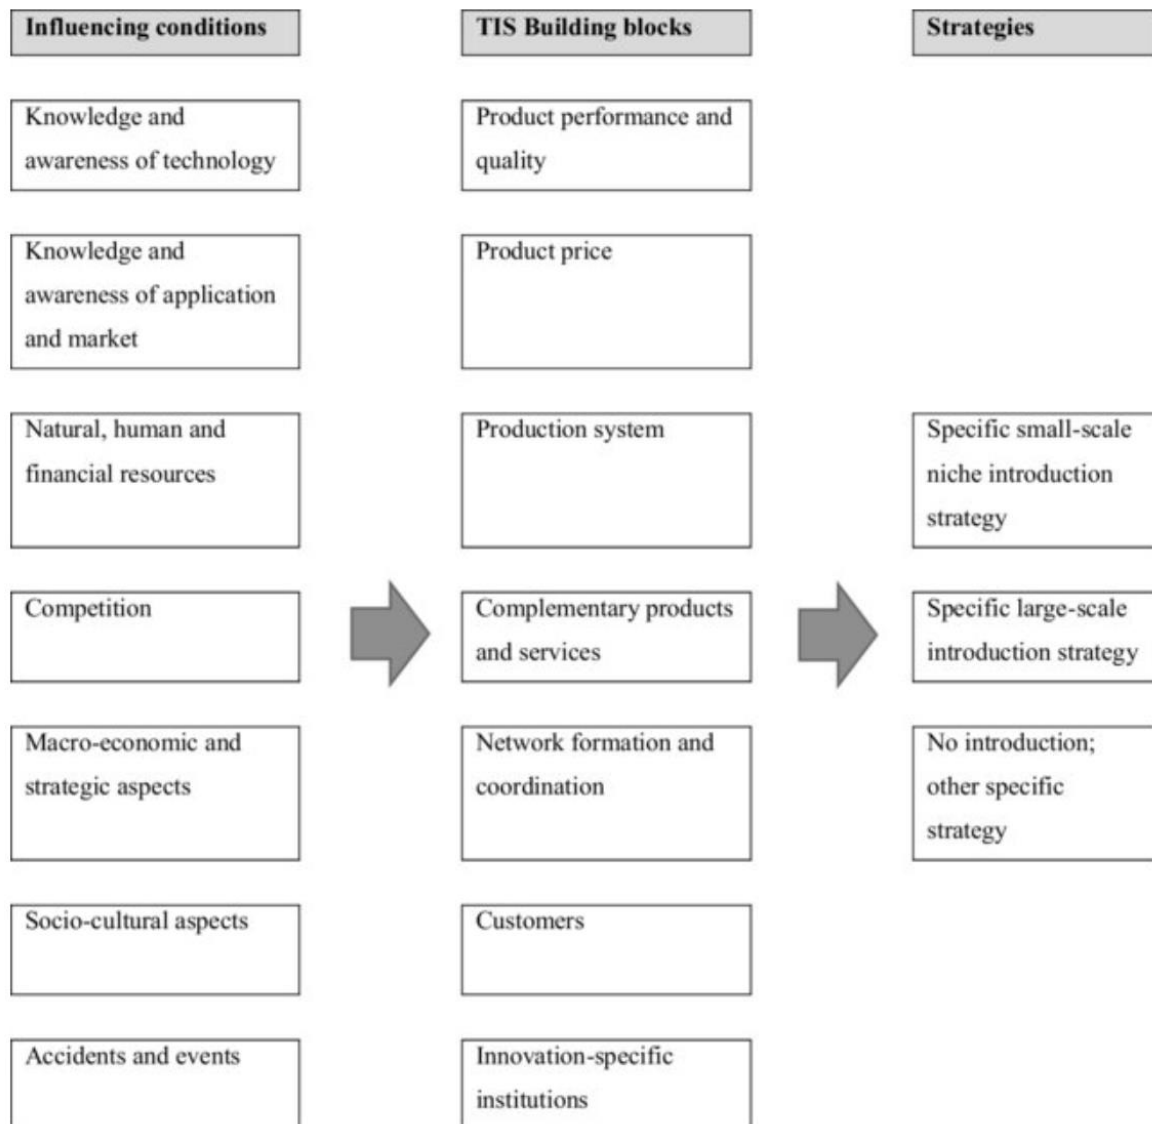 Influencing conditions
TIS Building blocks
Strategies
Knowledge and
awareness of technology
Product performance and
quality
Knowledge and
awareness of application
and market
Product price
Natural, human and
financial resources
Production system
Specific small-scale
niche introduction
strategy
Competition
Complementary products
and services
Specific large-scale
introduction strategy
Macro-economic and
strategic aspects
Network formation and
coordination
No introduction;
other specific
strategy
Socio-cultural aspects
Customers
Accidents and events
Innovation-specific
institutions